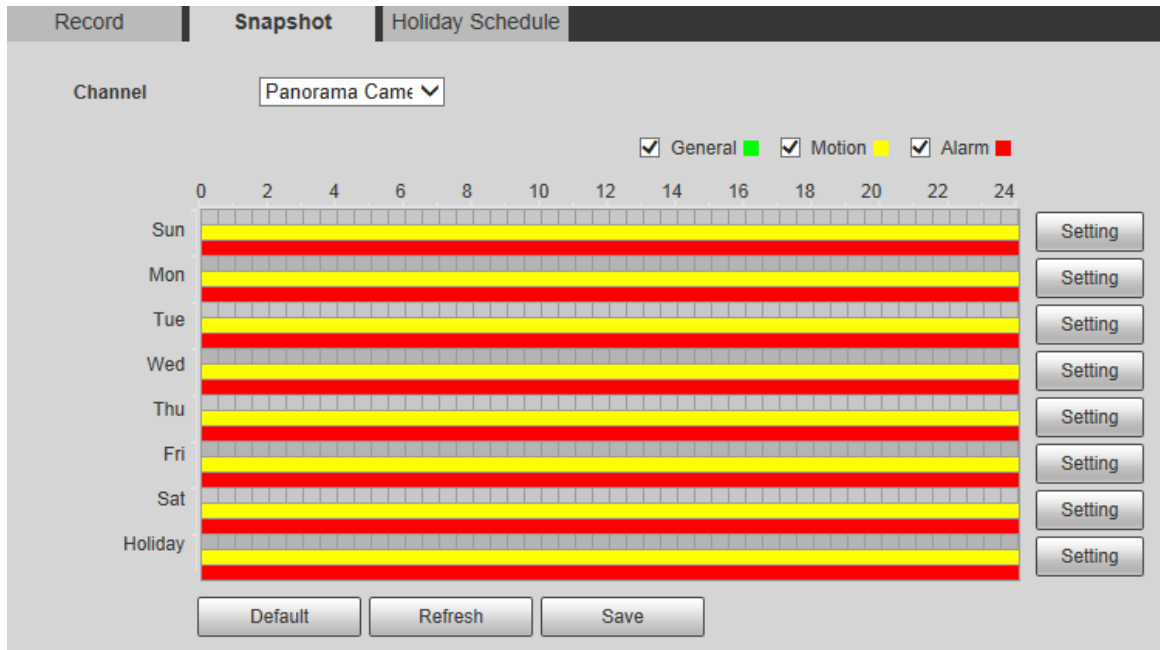 Record Snapshot Holiday Schedule
Channel Panorama Came
General Motion Alarm
0 2 4 6 8 10 12 14 16 18 20 22 24
Sun Setting
Mon Setting
Tue Setting
Wed Setting
Thu Setting
Fri Setting
Sat Setting
Holiday Setting
Default Refresh Save